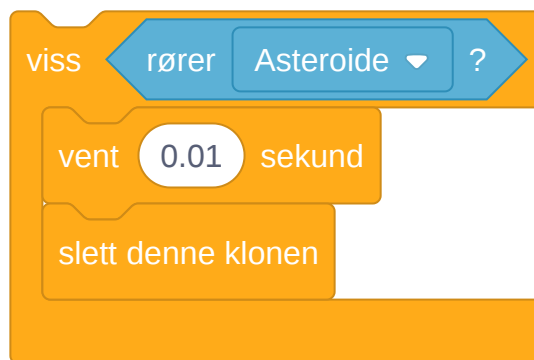 viss rører Asteroide ?
vent 0.01 sekund
slett denne klonen